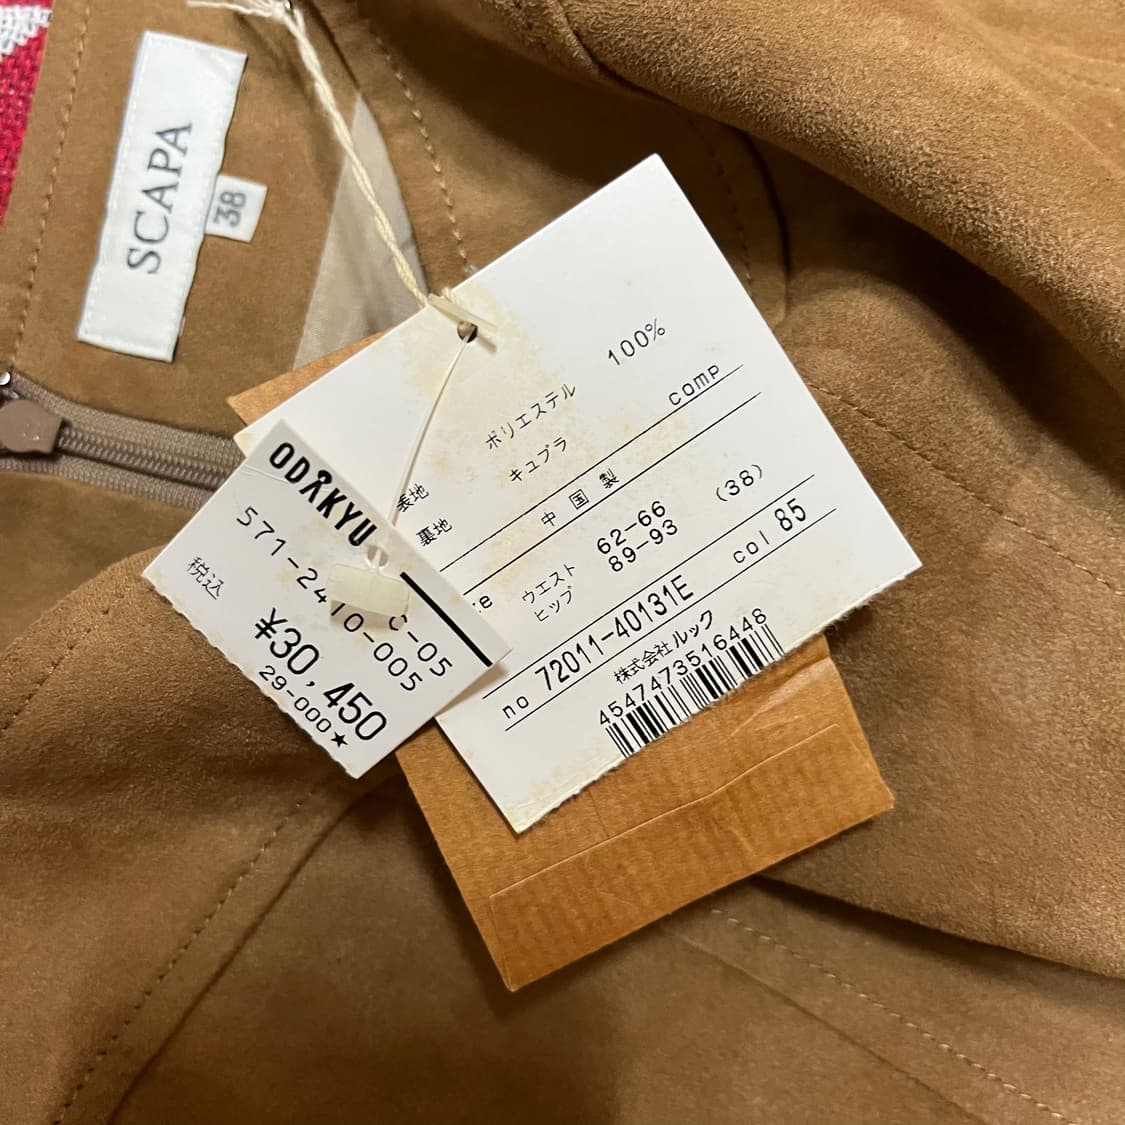 SCAPA
38
ポリエステル 100%
表地
キュプラ comp
裏地
中国製
ウエスト 62-66 (38)
ヒップ 89-93
no 72011-40131E col 85
株式会社ルック
4547473516448
ODAKYU
571-2410-005
-05
税込
¥30,450
29-000★